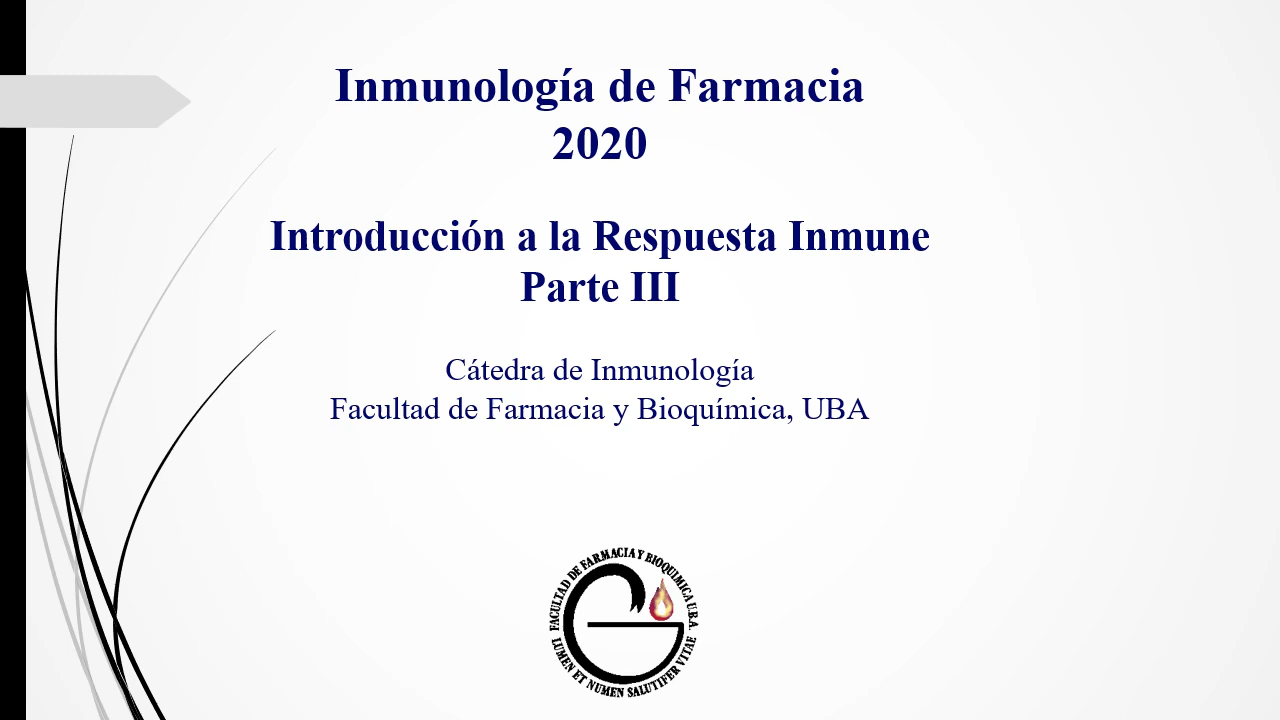 Inmunología de Farmacia
2020
Introducción a la Respuesta Inmune
Parte III
Cátedra de Inmunología
Facultad de Farmacia y Bioquímica, UBA
FACULTAD DE FARMACIA Y BIOQUIMICA U.B.A.
LUMEN ET NUMEN SALUTIFER VITAE